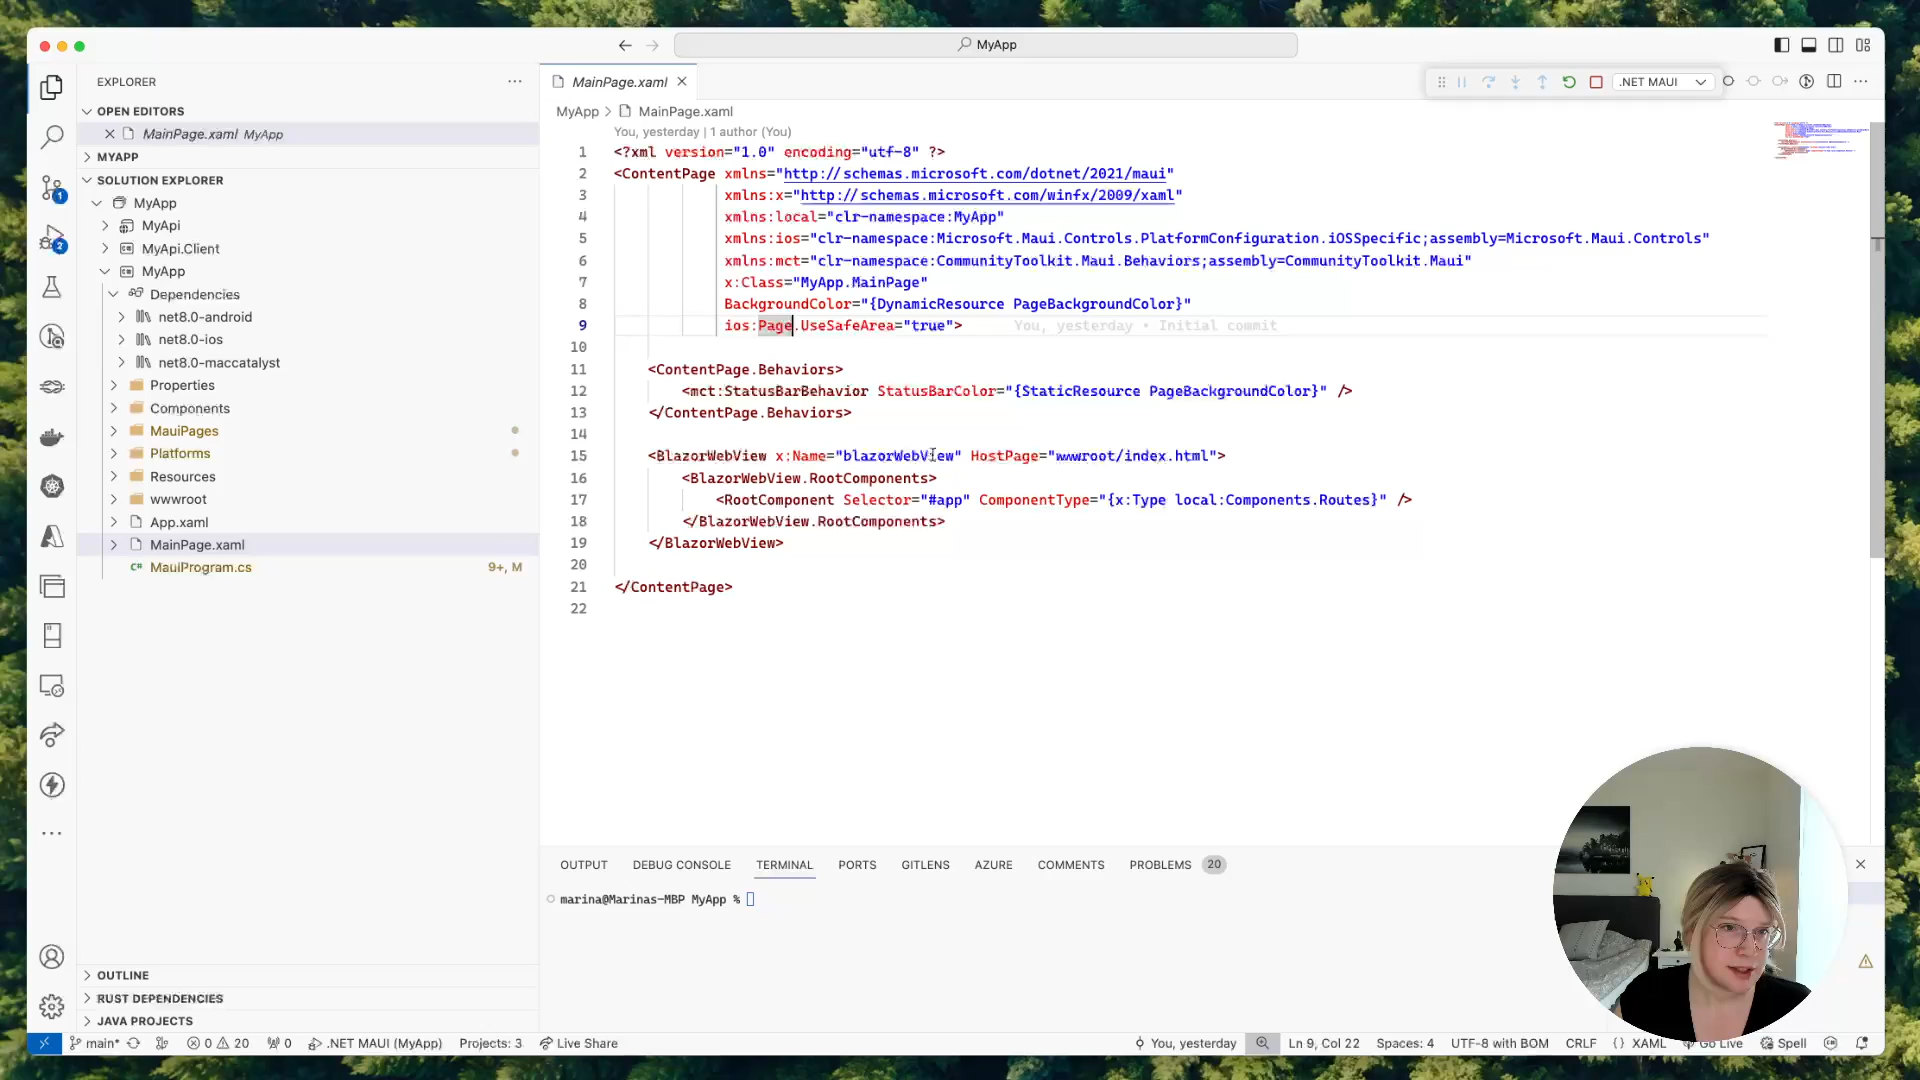 MyApp
EXPLORER
OPEN EDITORS
MainPage.xaml MyApp
MYAPP
SOLUTION EXPLORER
MyApp
MyApi
MyApi.Client
MyApp
Dependencies
net8.0-android
net8.0-ios
net8.0-maccatalyst
Properties
Components
MauiPages
Platforms
Resources
wwwroot
App.xaml
MainPage.xaml
MauiProgram.cs 9+, M
OUTLINE
RUST DEPENDENCIES
JAVA PROJECTS
1
2
MainPage.xaml
.NET MAUI
MyApp > MainPage.xaml
You, yesterday | 1 author (You)
1 <?xml version="1.0" encoding="utf-8" ?>
2 <ContentPage xmlns="http://schemas.microsoft.com/dotnet/2021/maui"
3 xmlns:x="http://schemas.microsoft.com/winfx/2009/xaml"
4 xmlns:local="clr-namespace:MyApp"
5 xmlns:ios="clr-namespace:Microsoft.Maui.Controls.PlatformConfiguration.iOSSpecific;assembly=Microsoft.Maui.Controls"
6 xmlns:mct="clr-namespace:CommunityToolkit.Maui.Behaviors;assembly=CommunityToolkit.Maui"
7 x:Class="MyApp.MainPage"
8 BackgroundColor="{DynamicResource PageBackgroundColor}"
9 ios:Page.UseSafeArea="true"> You, yesterday • Initial commit
10
11 <ContentPage.Behaviors>
12 <mct:StatusBarBehavior StatusBarColor="{StaticResource PageBackgroundColor}" />
13 </ContentPage.Behaviors>
14
15 <BlazorWebView x:Name="blazorWebView" HostPage="wwwroot/index.html">
16 <BlazorWebView.RootComponents>
17 <RootComponent Selector="#app" ComponentType="{x:Type local:Components.Routes}" />
18 </BlazorWebView.RootComponents>
19 </BlazorWebView>
20
21 </ContentPage>
22
OUTPUT DEBUG CONSOLE TERMINAL PORTS GITLENS AZURE COMMENTS PROBLEMS 20
marina@Marinas-MBP MyApp %
main* 0 20 0 .NET MAUI (MyApp) Projects: 3 Live Share You, yesterday Ln 9, Col 22 Spaces: 4 UTF-8 with BOM CRLF {} XAML Go Live Spell